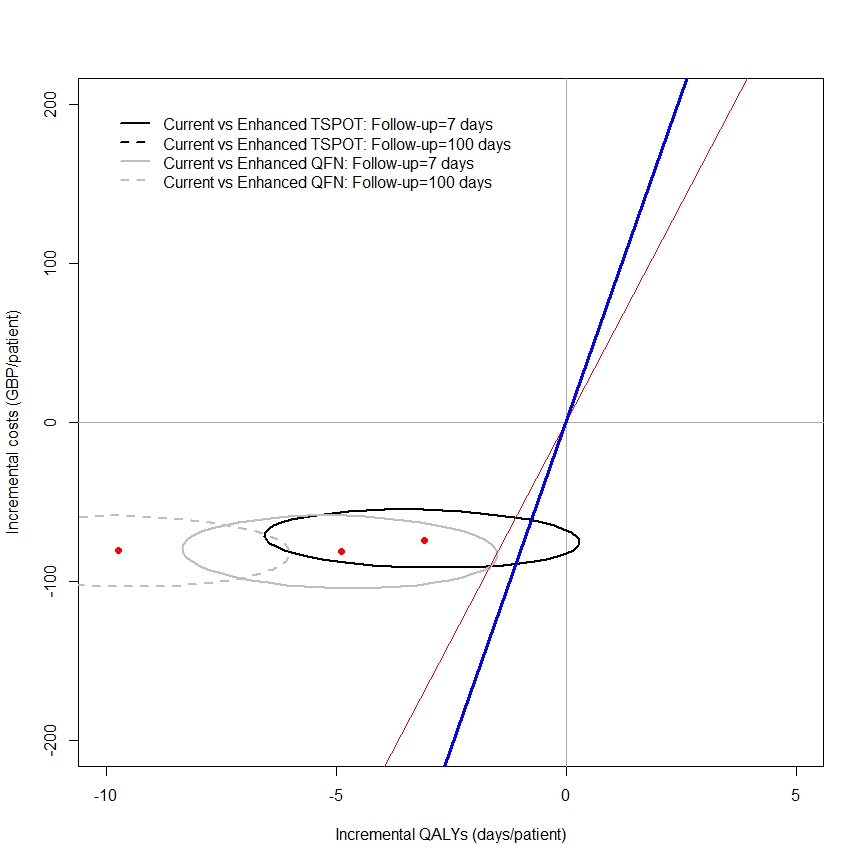 Current vs Enhanced TSPOT: Follow-up=7 days
Current vs Enhanced TSPOT: Follow-up=100 days
Current vs Enhanced QFN: Follow-up=7 days
Current vs Enhanced QFN: Follow-up=100 days
Incremental costs (GBP/patient)
200
100
0
-100
-200
-10
-5
0
5
Incremental QALYs (days/patient)